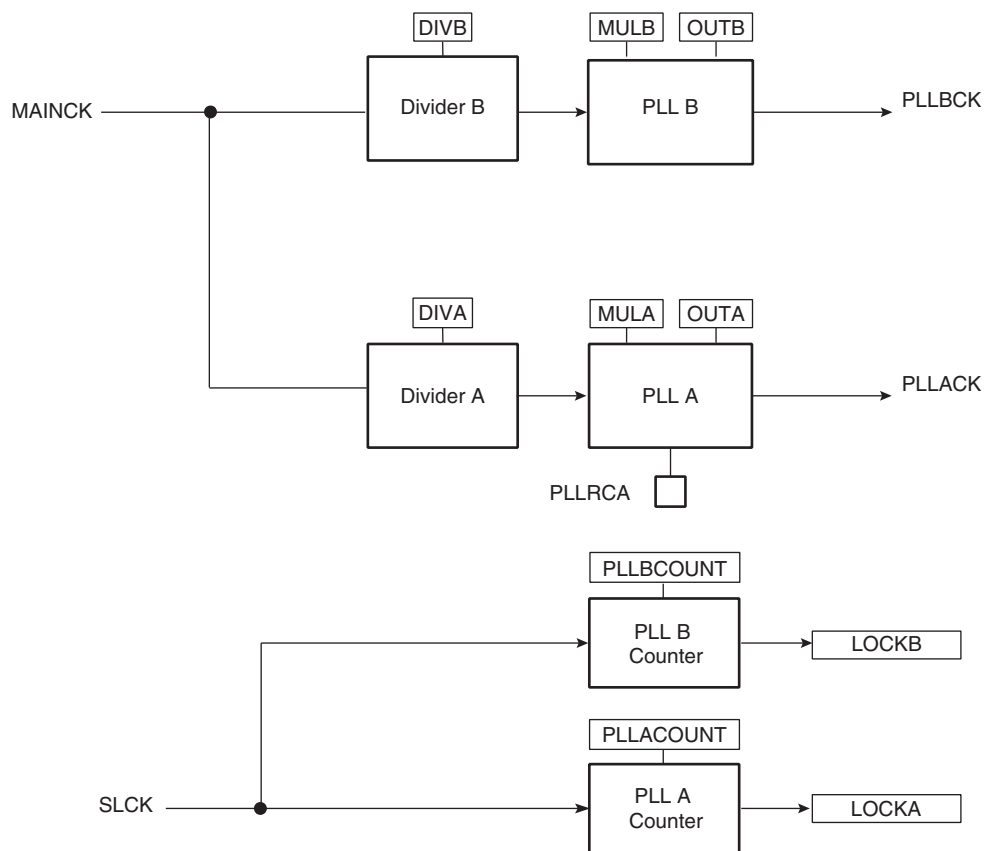 DIVB
MULB
OUTB
MAINCK
Divider B
PLL B
PLLBCK
DIVA
MULA
OUTA
Divider A
PLL A
PLLACK
PLLRCA
PLLBCOUNT
PLL B
Counter
LOCKB
PLLACOUNT
SLCK
PLL A
Counter
LOCKA